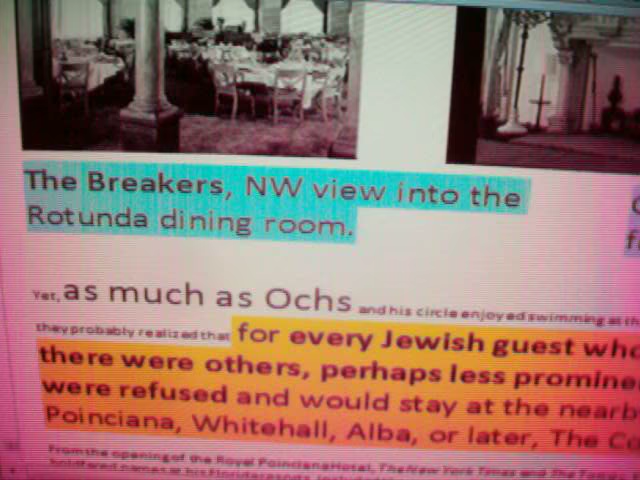 The Breakers, NW view into the
Rotunda dining room.
Yet, as much as Ochs and his circle enjoyed swimming at
they probably realized that for every Jewish guest who
there were others, perhaps less
were refused and would stay at the
Poinciana, Whitehall, Alba, or later, The
From the opening of the Royal Poinciana Hotel, The New York Times and The